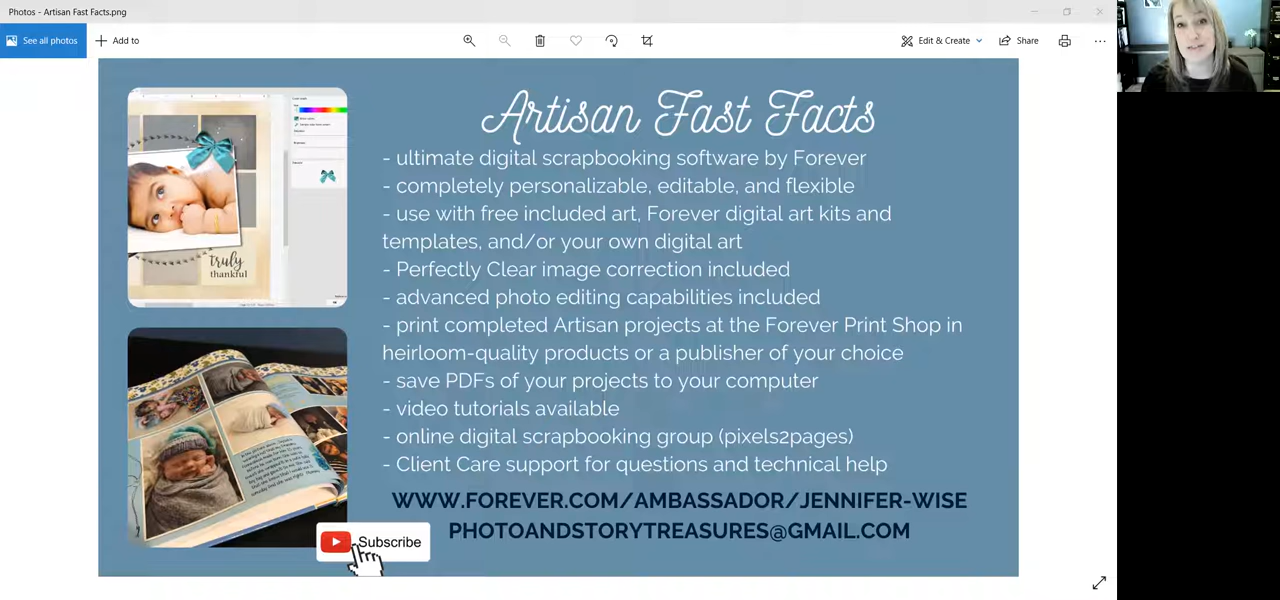 Photos - Artisan Fast Facts.png
See all photos
Add to
Edit & Create
Share
Artisan Fast Facts
- ultimate digital scrapbooking software by Forever
- completely personalizable, editable, and flexible
- use with free included art, Forever digital art kits and
templates, and/or your own digital art
- Perfectly Clear image correction included
- advanced photo editing capabilities included
- print completed Artisan projects at the Forever Print Shop in
heirloom-quality products or a publisher of your choice
- save PDFs of your projects to your computer
- video tutorials available
- online digital scrapbooking group (pixels2pages)
- Client Care support for questions and technical help
WWW.FOREVER.COM/AMBASSADOR/JENNIFER-WISE
PHOTOANDSTORYTREASURES@GMAIL.COM
truly
thankful
Subscribe